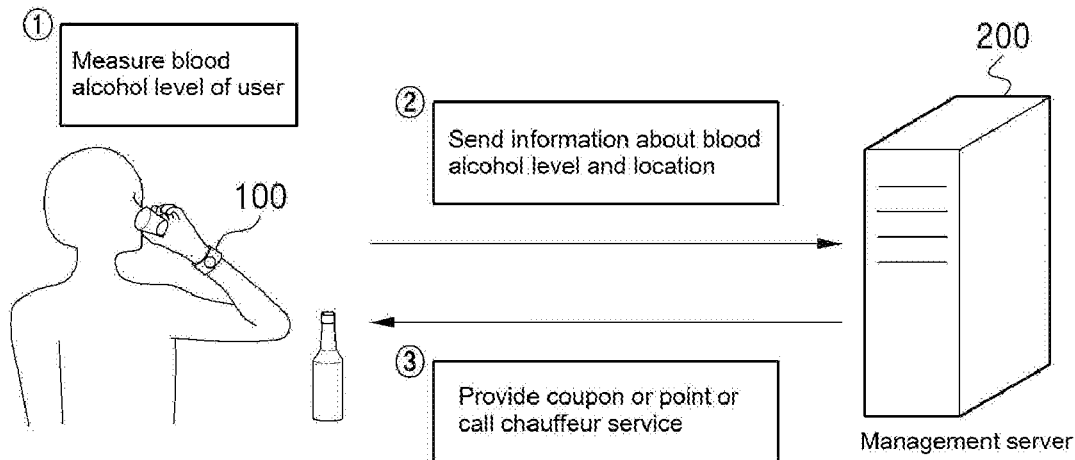 ①
Measure blood
alcohol level of user
100
②
Send information about blood
alcohol level and location
200
③
Provide coupon or point or
call chauffeur service
Management server